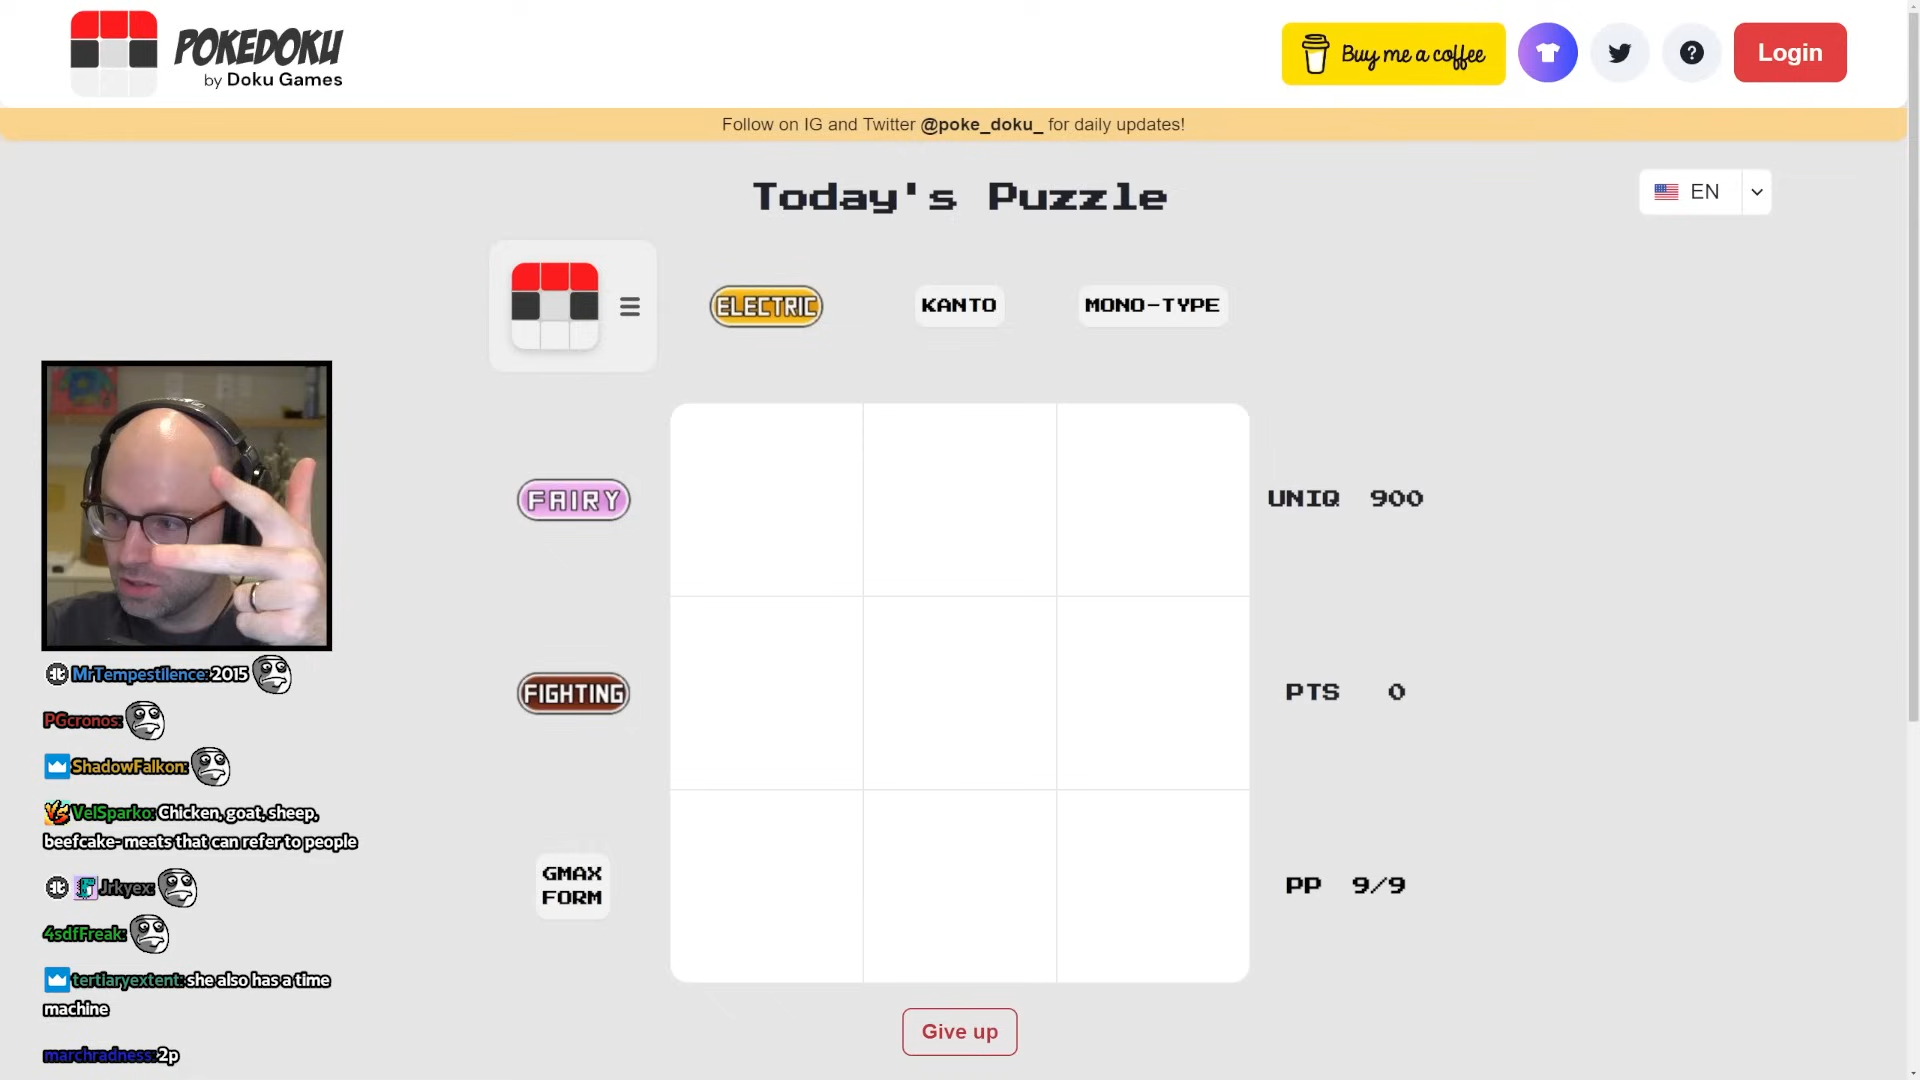 POKEDOKU
by Doku Games
Buy me a coffee
?
Login
Follow on IG and Twitter @poke_doku_ for daily updates!
Today's Puzzle
EN
ELECTRIC
KANTO
MONO-TYPE
FAIRY
UNIQ 900
FIGHTING
PTS 0
GMAX
FORM
PP 9/9
Give up
MrTempestilence: 2015
PGcronos:
ShadowFalkon:
VelSparko: Chicken, goat, sheep,
beefcake- meats that can refer to people
Jrkyex:
4sdfFreak:
tertiaryextent: she also has a time
machine
marchradness: 2p